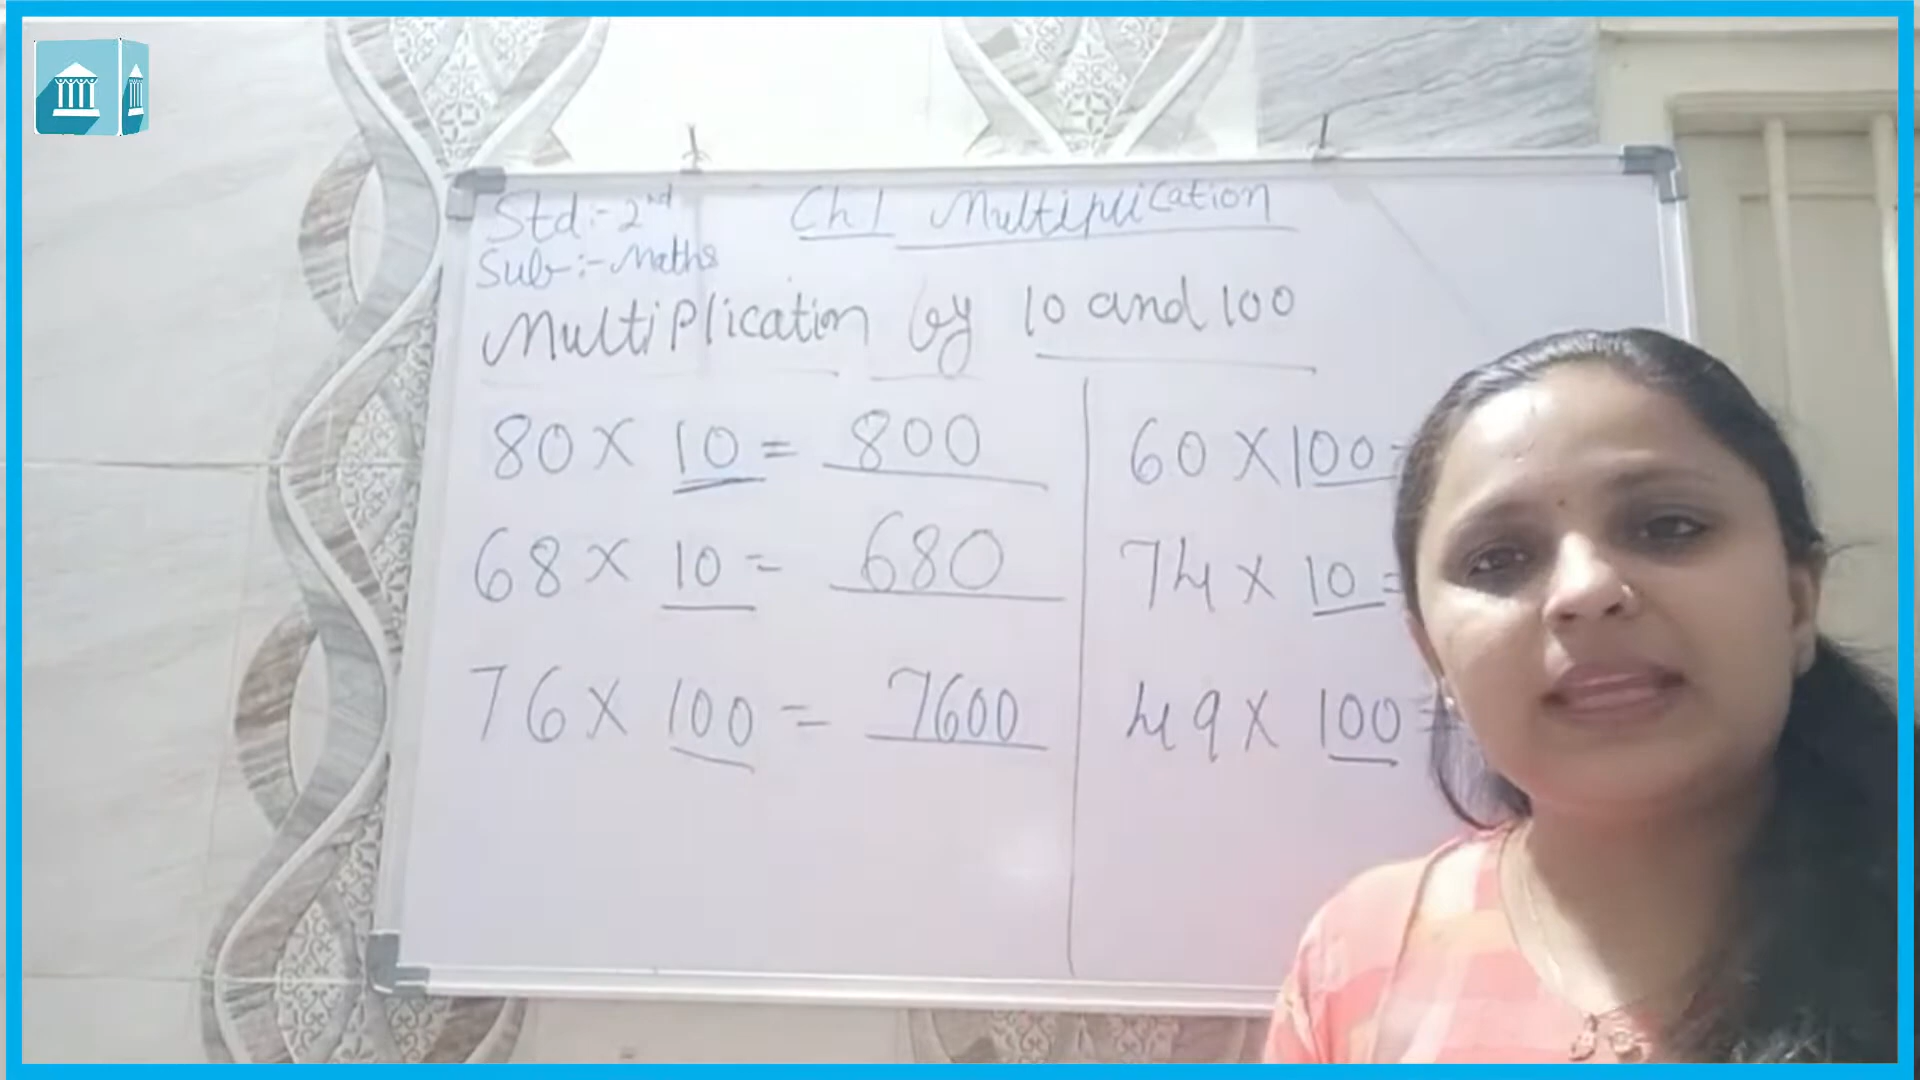 Std:- 2nd
Ch 1 Multiplication
Sub:- Maths
Multiplication by 10 and 100
80 X 10 = 800
68 X 10 = 680
76 X 100 = 7600
60 X 100 =
74 X 10 =
49 X 100 =